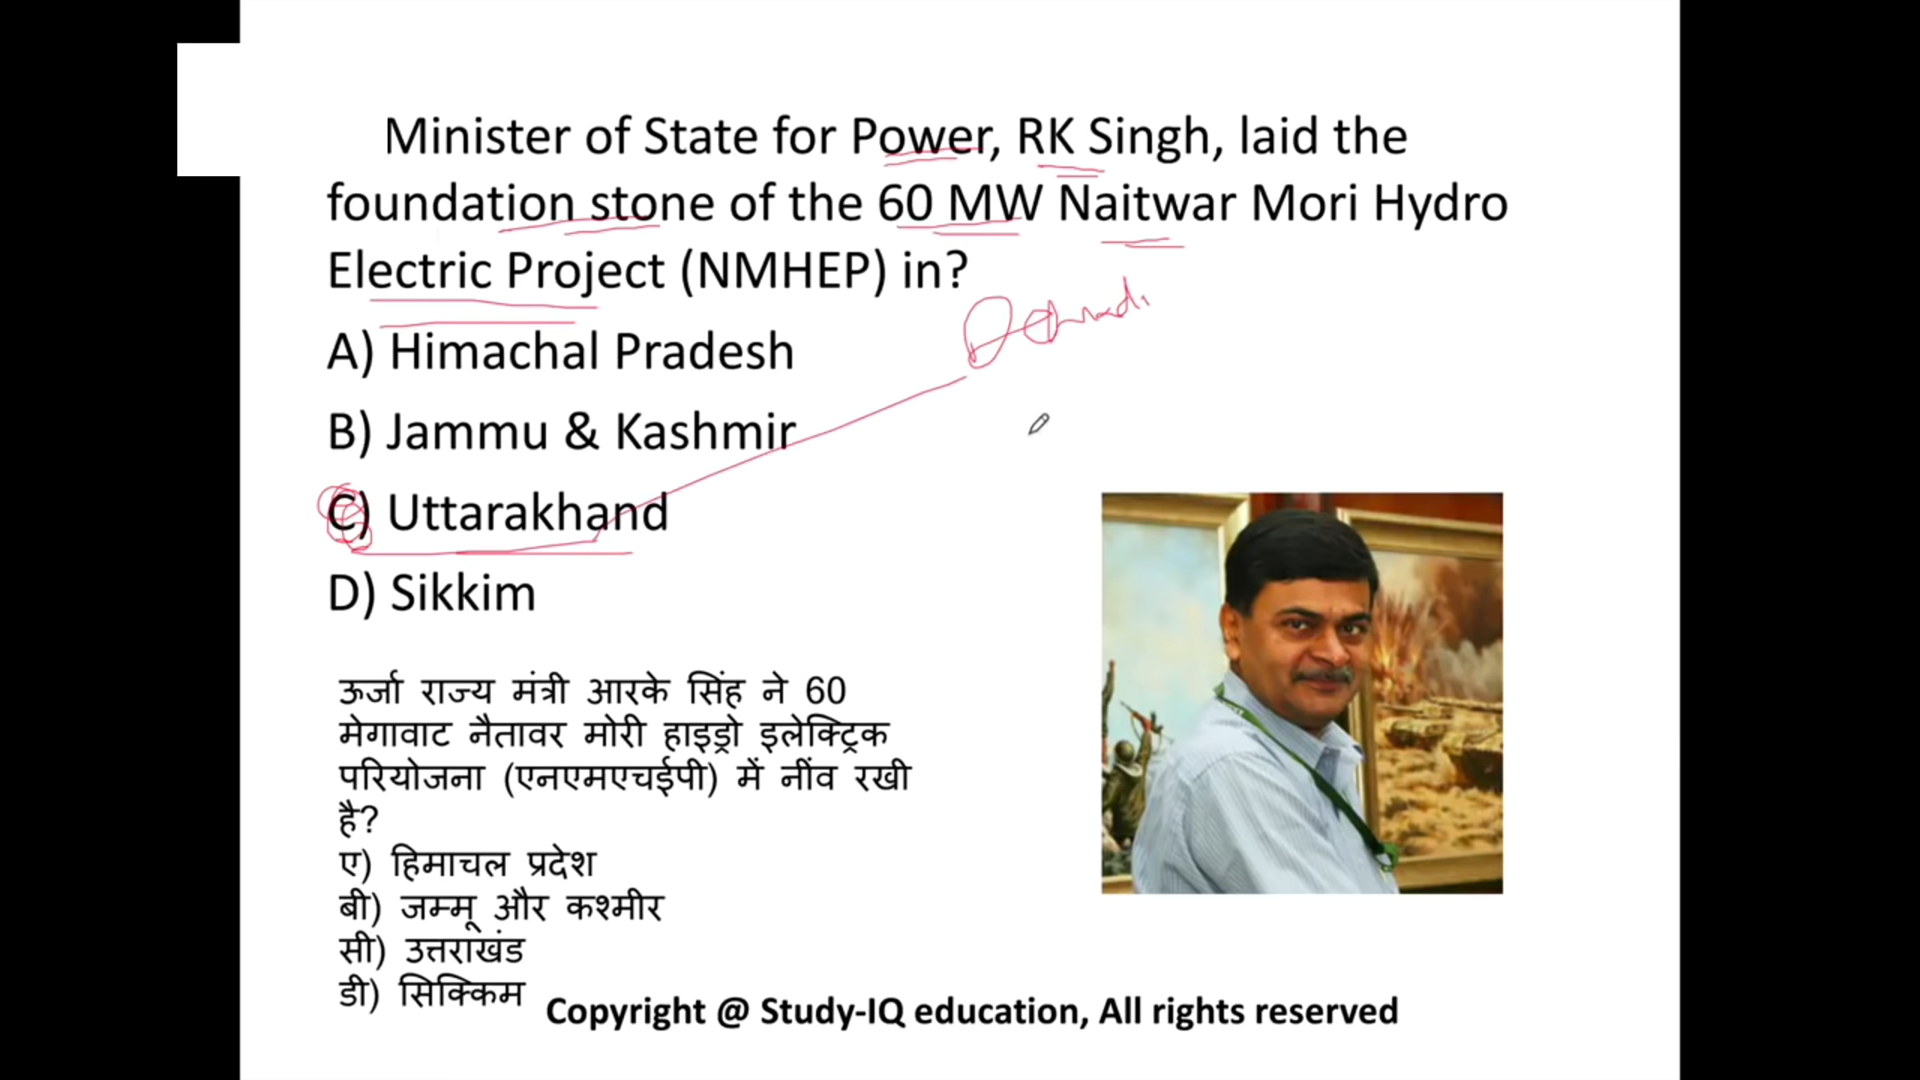 Minister of State for Power, RK Singh, laid the
foundation stone of the 60 MW Naitwar Mori Hydro
Electric Project (NMHEP) in?
A) Himachal Pradesh
B) Jammu & Kashmir
C) Uttarakhand
D) Sikkim
ऊर्जा राज्य मंत्री आरके सिंह ने 60
मेगावाट नैतावर मोरी हाइड्रो इलेक्ट्रिक
परियोजना (एनएमएचईपी) में नींव रखी
है?
ए) हिमाचल प्रदेश
बी) जम्मू और कश्मीर
सी) उत्तराखंड
डी) सिक्किम
Copyright @ Study-IQ education, All rights reserved